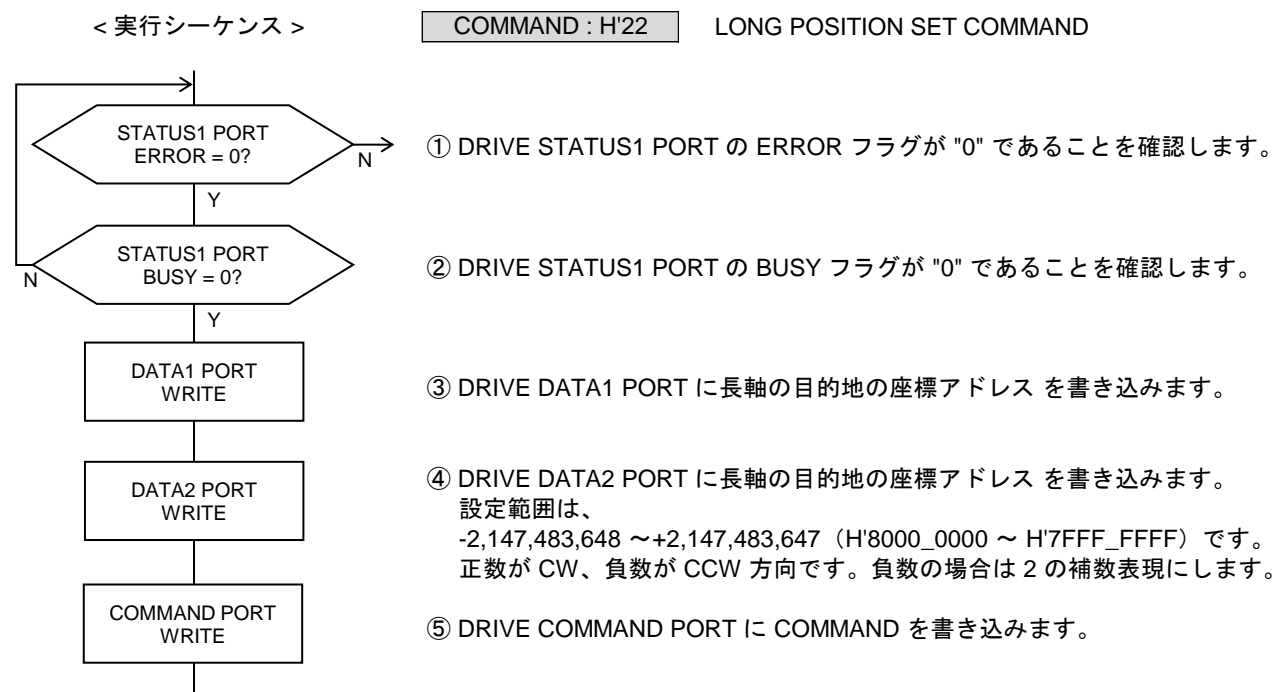 < 実行シーケンス >
COMMAND : H'22
LONG POSITION SET COMMAND
STATUS1 PORT
ERROR = 0?
N
Y
① DRIVE STATUS1 PORT の ERROR フラグが "0" であることを確認します。
STATUS1 PORT
BUSY = 0?
N
Y
② DRIVE STATUS1 PORT の BUSY フラグが "0" であることを確認します。
DATA1 PORT
WRITE
③ DRIVE DATA1 PORT に長軸の目的地の座標アドレス を書き込みます。
DATA2 PORT
WRITE
④ DRIVE DATA2 PORT に長軸の目的地の座標アドレス を書き込みます。
設定範囲は、
-2,147,483,648 ～+2,147,483,647（H'8000_0000 ～ H'7FFF_FFFF）です。
正数が CW、負数が CCW 方向です。負数の場合は 2 の補数表現にします。
COMMAND PORT
WRITE
⑤ DRIVE COMMAND PORT に COMMAND を書き込みます。